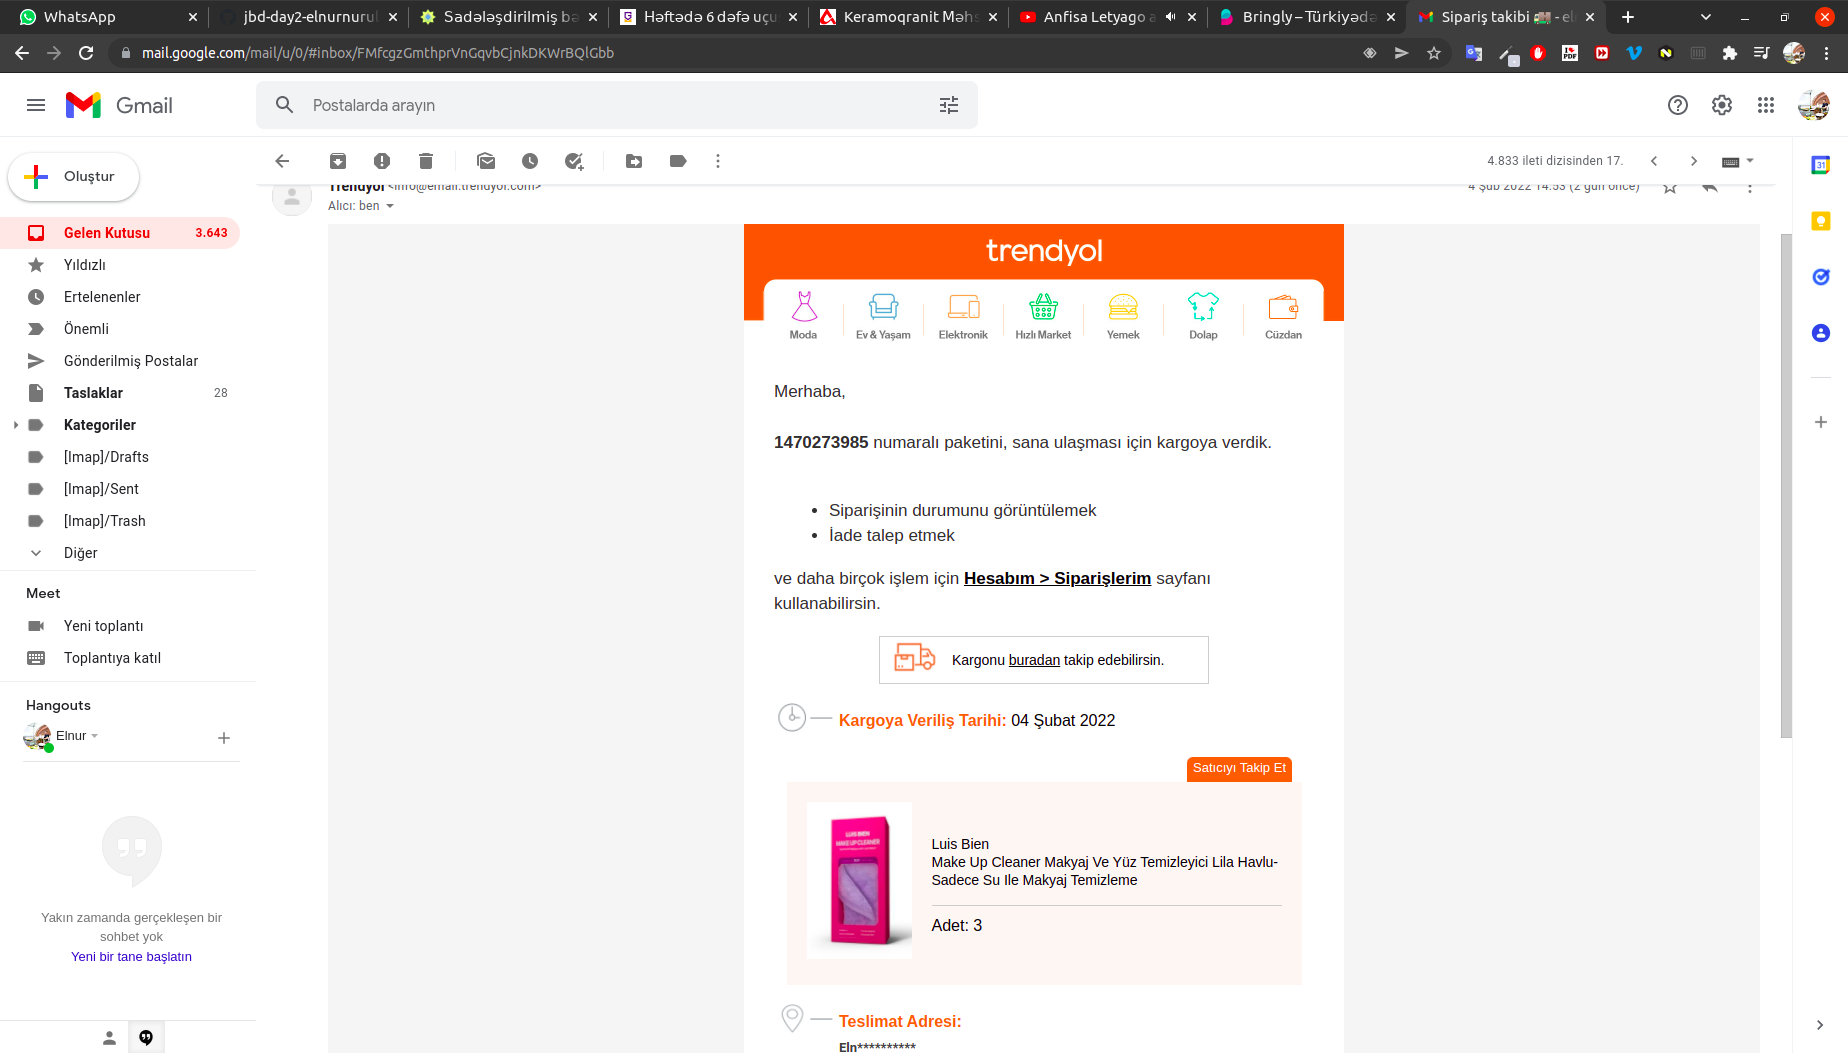 WhatsApp
jbd-day2-elnurnurul
Sadələşdirilmiş bə
Həftədə 6 dəfə uçu
Keramoqranit Məhs
Anfisa Letyago a
Bringly – Türkiyədə
Sipariş takibi 🚚 - el
mail.google.com/mail/u/0/#inbox/FMfcgzGmthprVnGqvbCjnkDKWrBQlGbb
Gmail
Postalarda arayın
Oluştur
4.833 ileti dizisinden 17.
Trendyol <info@email.trendyol.com>
4 Şub 2022 14:53 (2 gün önce)
Alıcı: ben
Gelen Kutusu 3.643
Yıldızlı
Ertelenenler
Önemli
Gönderilmiş Postalar
Taslaklar 28
Kategoriler
[Imap]/Drafts
[Imap]/Sent
[Imap]/Trash
Diğer
Meet
Yeni toplantı
Toplantıya katıl
Hangouts
Elnur
Yakın zamanda gerçekleşen bir
sohbet yok
Yeni bir tane başlatın
trendyol
Moda
Ev & Yaşam
Elektronik
Hızlı Market
Yemek
Dolap
Cüzdan
Merhaba,
1470273985 numaralı paketini, sana ulaşması için kargoya verdik.
• Siparişinin durumunu görüntülemek
• İade talep etmek
ve daha birçok işlem için Hesabım > Siparişlerim sayfanı
kullanabilirsin.
Kargonu buradan takip edebilirsin.
Kargoya Veriliş Tarihi: 04 Şubat 2022
Satıcıyı Takip Et
LUIS BIEN
MAKE UP CLEANER
Luis Bien
Make Up Cleaner Makyaj Ve Yüz Temizleyici Lila Havlu-
Sadece Su Ile Makyaj Temizleme
Adet: 3
Teslimat Adresi:
Eln**********
31